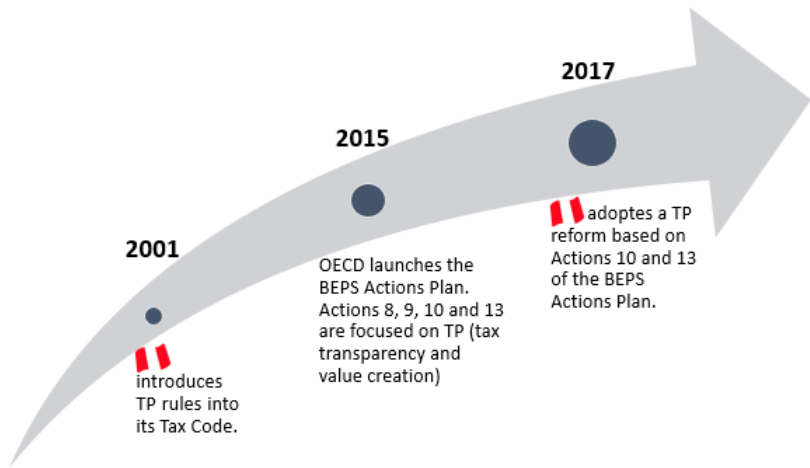 2001
introduces
TP rules into
its Tax Code.
2015
OECD launches the
BEPS Actions Plan.
Actions 8, 9, 10 and 13
are focused on TP (tax
transparency and
value creation)
2017
adoptes a TP
reform based on
Actions 10 and 13
of the BEPS
Actions Plan.